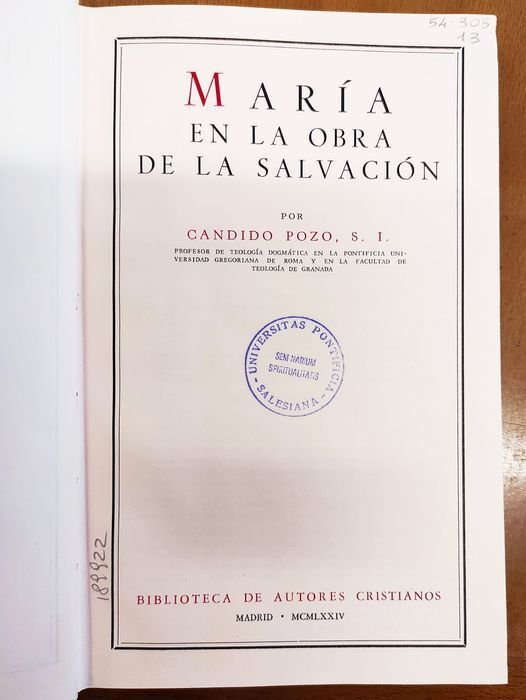 54-305
13
MARÍA
EN LA OBRA
DE LA SALVACIÓN
POR
CANDIDO POZO, S. I.
PROFESOR DE TEOLOGÍA DOGMÁTICA EN LA PONTIFICIA UNI-
VERSIDAD GREGORIANA DE ROMA Y EN LA FACULTAD DE
TEOLOGÍA DE GRANADA
UNIVERSITAS PONTIFICIA
SALESIANA
SEMINARIUM
SPIRITUALITATIS
189922
BIBLIOTECA DE AUTORES CRISTIANOS
MADRID • MCMLXXIV